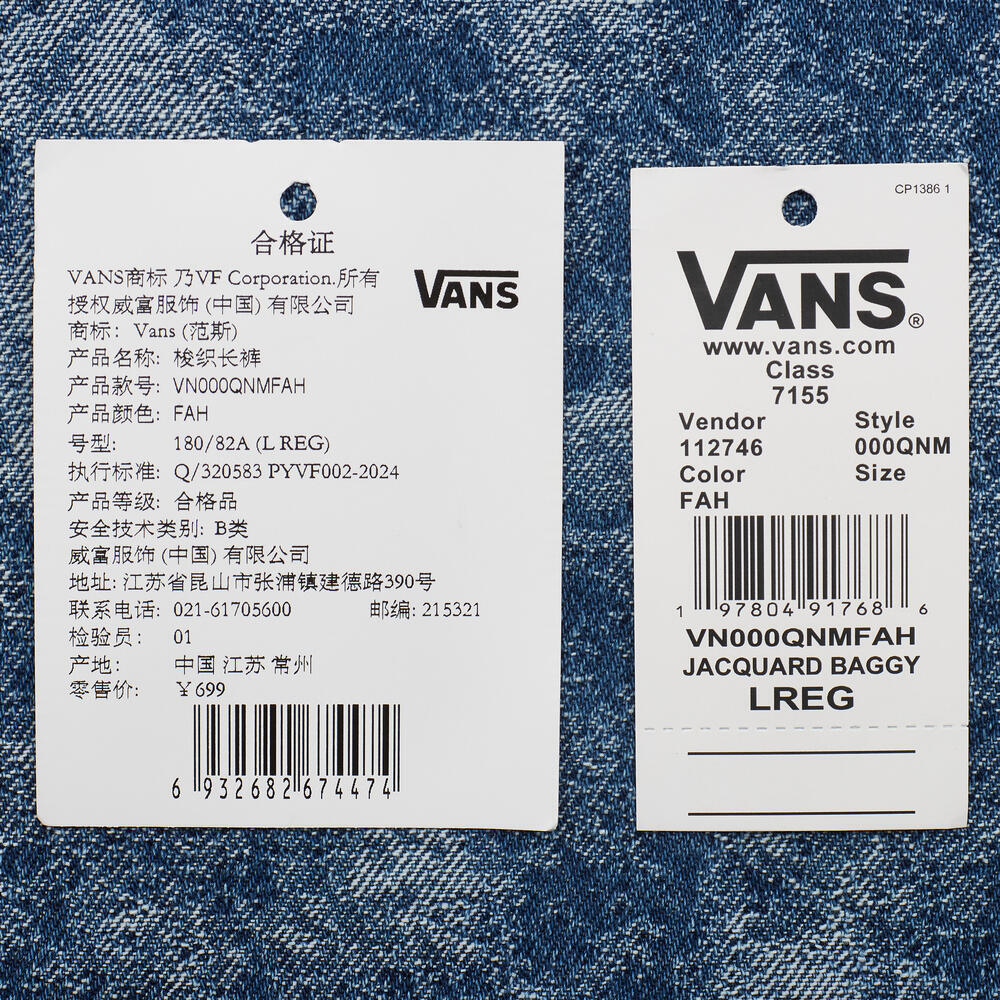 合格证
VANS商标 乃VF Corporation.所有
授权威富服饰 (中国) 有限公司
VANS
商标: Vans (范斯)
产品名称: 梭织长裤
产品款号: VN000QNMFAH
产品颜色: FAH
号型: 180/82A (L REG)
执行标准: Q/320583 PYVF002-2024
产品等级: 合格品
安全技术类别: B类
威富服饰 (中国) 有限公司
地址: 江苏省昆山市张浦镇建德路390号
联系电话: 021-61705600 邮编: 215321
检验员: 01
产地: 中国 江苏 常州
零售价: ￥699
6 932682 674474
CP1386 1
VANS®
www.vans.com
Class
7155
Vendor Style
112746 000QNM
Color Size
FAH
1 97804 91768 6
VN000QNMFAH
JACQUARD BAGGY
LREG